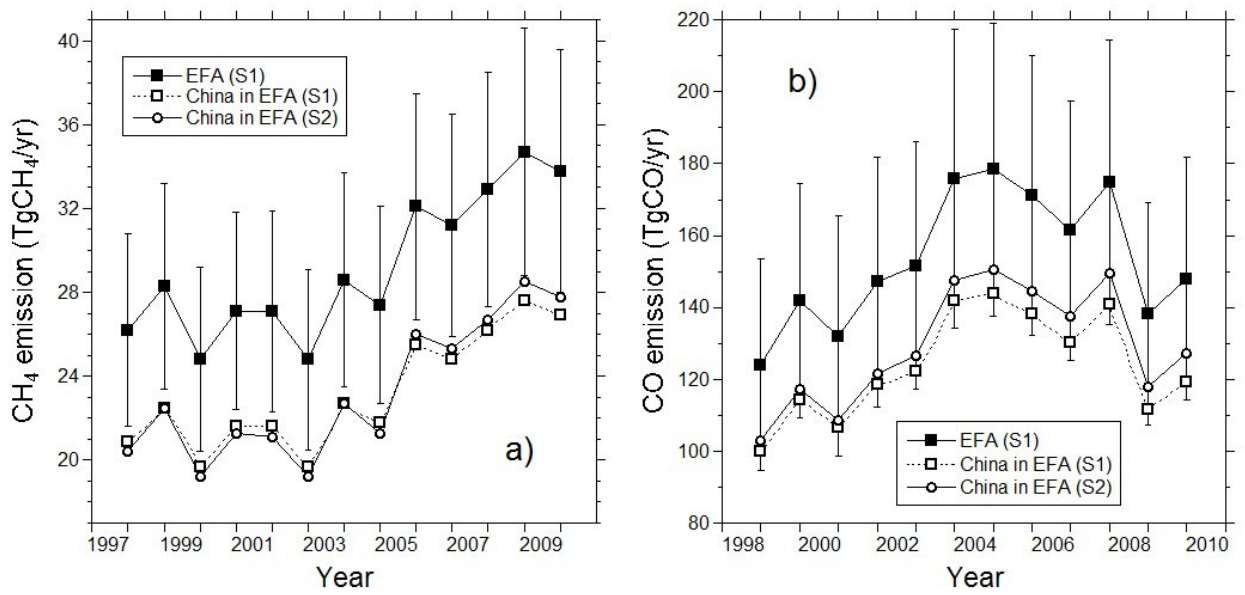 40
36
32
28
24
20
CH₄ emission (TgCH₄/yr)
EFA (S1)
China in EFA (S1)
China in EFA (S2)
a)
1997 1999 2001 2003 2005 2007 2009
Year
220
200
180
160
140
120
100
80
CO emission (TgCO/yr)
b)
EFA (S1)
China in EFA (S1)
China in EFA (S2)
1998 2000 2002 2004 2006 2008 2010
Year